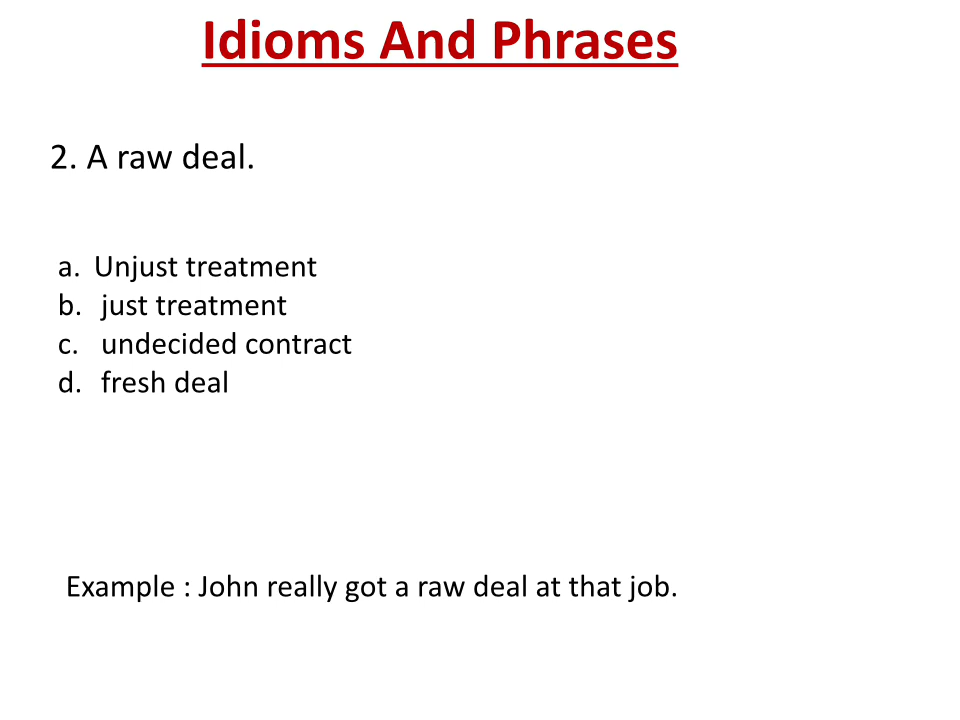 Idioms And Phrases
2. A raw deal.
a. Unjust treatment
b. just treatment
c. undecided contract
d. fresh deal
Example : John really got a raw deal at that job.